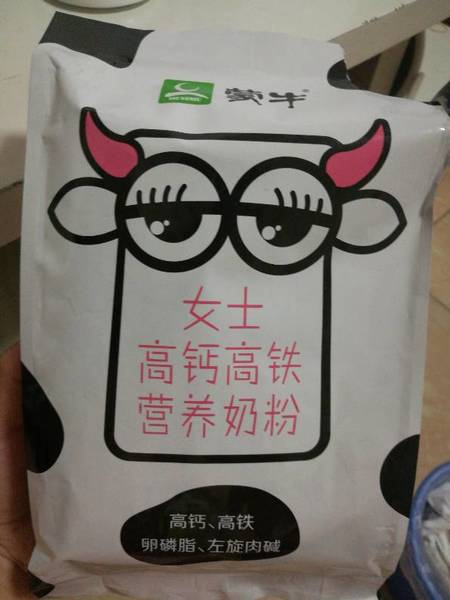 蒙牛
女士
高钙高铁
营养奶粉
高钙、高铁
卵磷脂、左旋肉碱